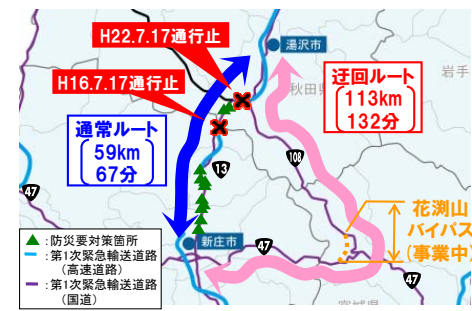 H22.7.17通行止
湯沢市
岩手
H16.7.17通行止
秋田県
迂回ルート
113km
132分
通常ルート
59km
67分
13
108
47
花渕山
バイパス
(事業中)
新庄市
47
47
:防災要対策箇所
:第1次緊急輸送道路
(高速道路)
:第1次緊急輸送道路
(国道)
宮城県